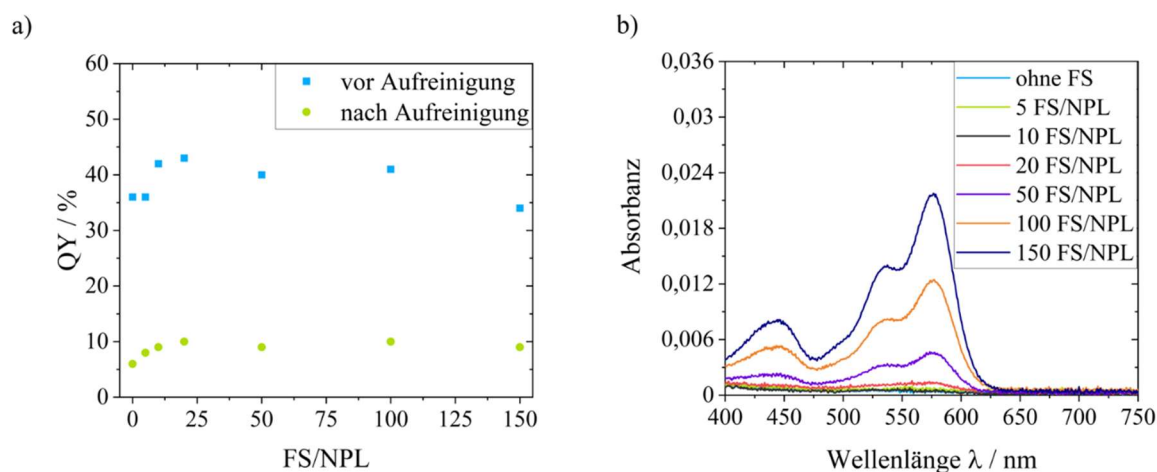 a)
60
50
40
30
20
10
0
QY / %
vor Aufreinigung
nach Aufreinigung
0 25 50 75 100 125 150
FS/NPL
b)
0,036
0,03
0,024
0,018
0,012
0,006
0
Absorbanz
ohne FS
5 FS/NPL
10 FS/NPL
20 FS/NPL
50 FS/NPL
100 FS/NPL
150 FS/NPL
400 450 500 550 600 650 700 750
Wellenlänge λ / nm